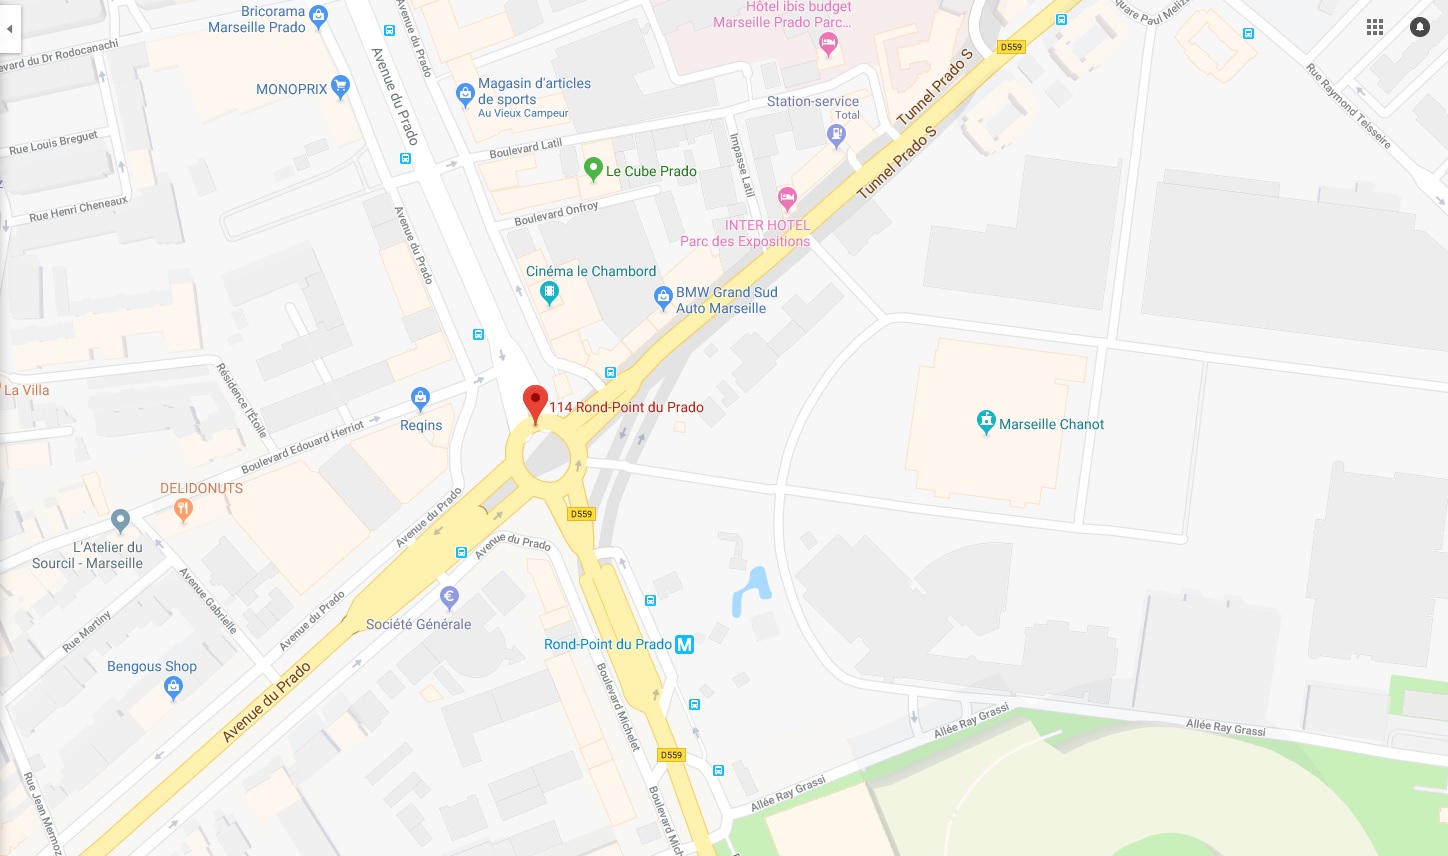 Bricorama
Marseille Prado
Avenue du Prado
Hôtel ibis budget
Marseille Prado Parc...
Square Paul Meliz
D559
Boulevard du Dr Rodocanachi
Avenue du Prado
Tunnel Prado S
Rue Raymond Teisseire
MONOPRIX
Magasin d'articles
de sports
Au Vieux Campeur
Station-service
Total
Tunnel Prado S
Rue Louis Breguet
Boulevard Latil
Impasse Latil
Le Cube Prado
Rue Henri Cheneaux
Avenue du Prado
Boulevard Onfroy
INTER HOTEL
Parc des Expositions
Cinéma le Chambord
BMW Grand Sud
Auto Marseille
La Villa
Résidence l'Étoile
Reqins
114 Rond-Point du Prado
Marseille Chanot
Boulevard Edouard Herriot
DELIDONUTS
Avenue du Prado
D559
L'Atelier du
Sourcil - Marseille
Avenue du Prado
Avenue Gabrielle
€
Société Générale
Avenue du Prado
Rue Martiny
Rond-Point du Prado M
Bengous Shop
Avenue du Prado
Boulevard Michelet
Allée Ray Grassi
Allée Ray Grassi
D559
Rue Jean Mermoz
Boulevard Mich
Allée Ray Grassi